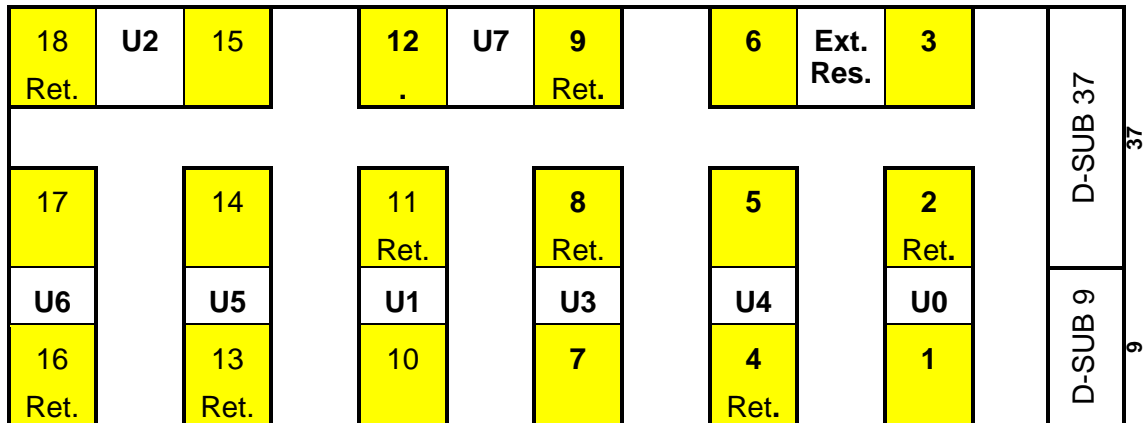 18 U2 15 12 U7 9 6 Ext. 3
Ret. . Ret. Res.
D-SUB 37
37
17 14 11 8 5 2
Ret. Ret. Ret.
U6 U5 U1 U3 U4 U0
D-SUB 9
9
16 13 10 7 4 1
Ret. Ret. Ret.